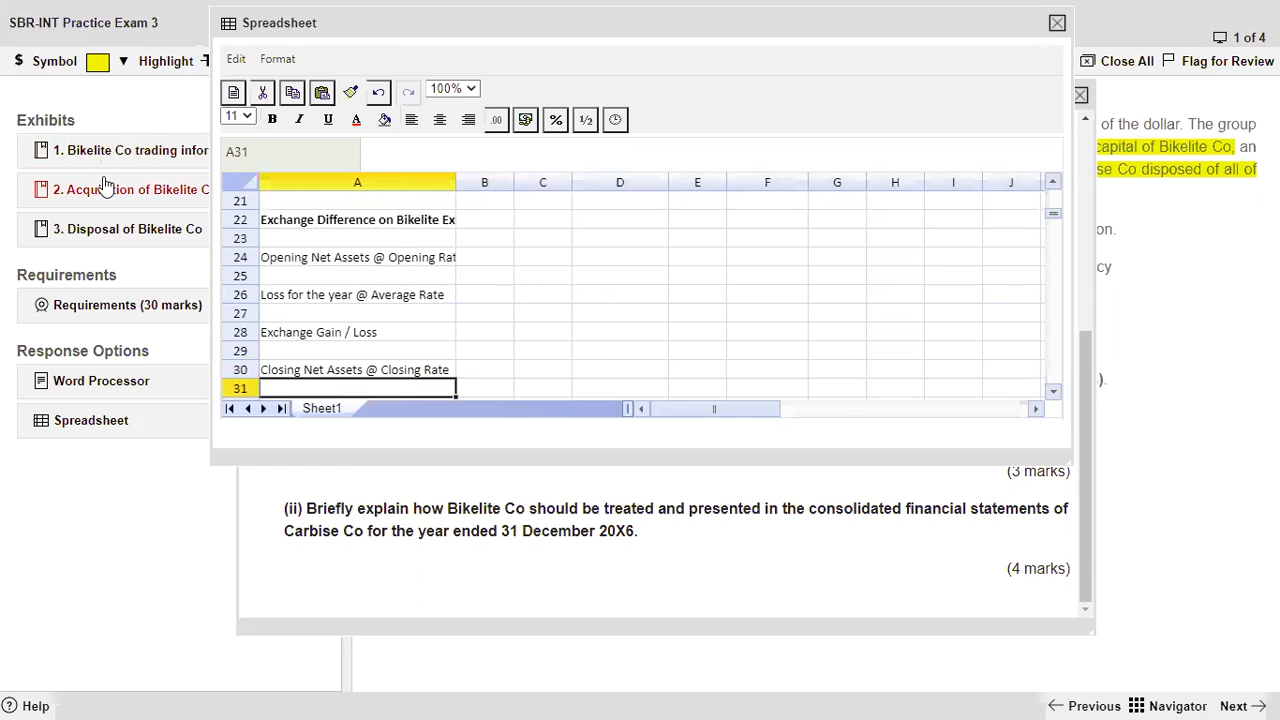 SBR-INT Practice Exam 3
Spreadsheet
1 of 4
$ Symbol
Highlight
Close All
Flag for Review
Edit Format
100%
11 B I U A .00 % 1/2
A31
Exhibits
1. Bikelite Co trading infor
2. Acquisition of Bikelite C
3. Disposal of Bikelite Co
Requirements
Requirements (30 marks)
Response Options
Word Processor
Spreadsheet
A B C D E F G H I J
21
22 Exchange Difference on Bikelite Ex
23
24 Opening Net Assets @ Opening Rat
25
26 Loss for the year @ Average Rate
27
28 Exchange Gain / Loss
29
30 Closing Net Assets @ Closing Rate
31
Sheet1
of the dollar. The group
capital of Bikelite Co, an
se Co disposed of all of
on.
cy
).
(3 marks)
(ii) Briefly explain how Bikelite Co should be treated and presented in the consolidated financial statements of
Carbise Co for the year ended 31 December 20X6.
(4 marks)
Help
Previous
Navigator
Next